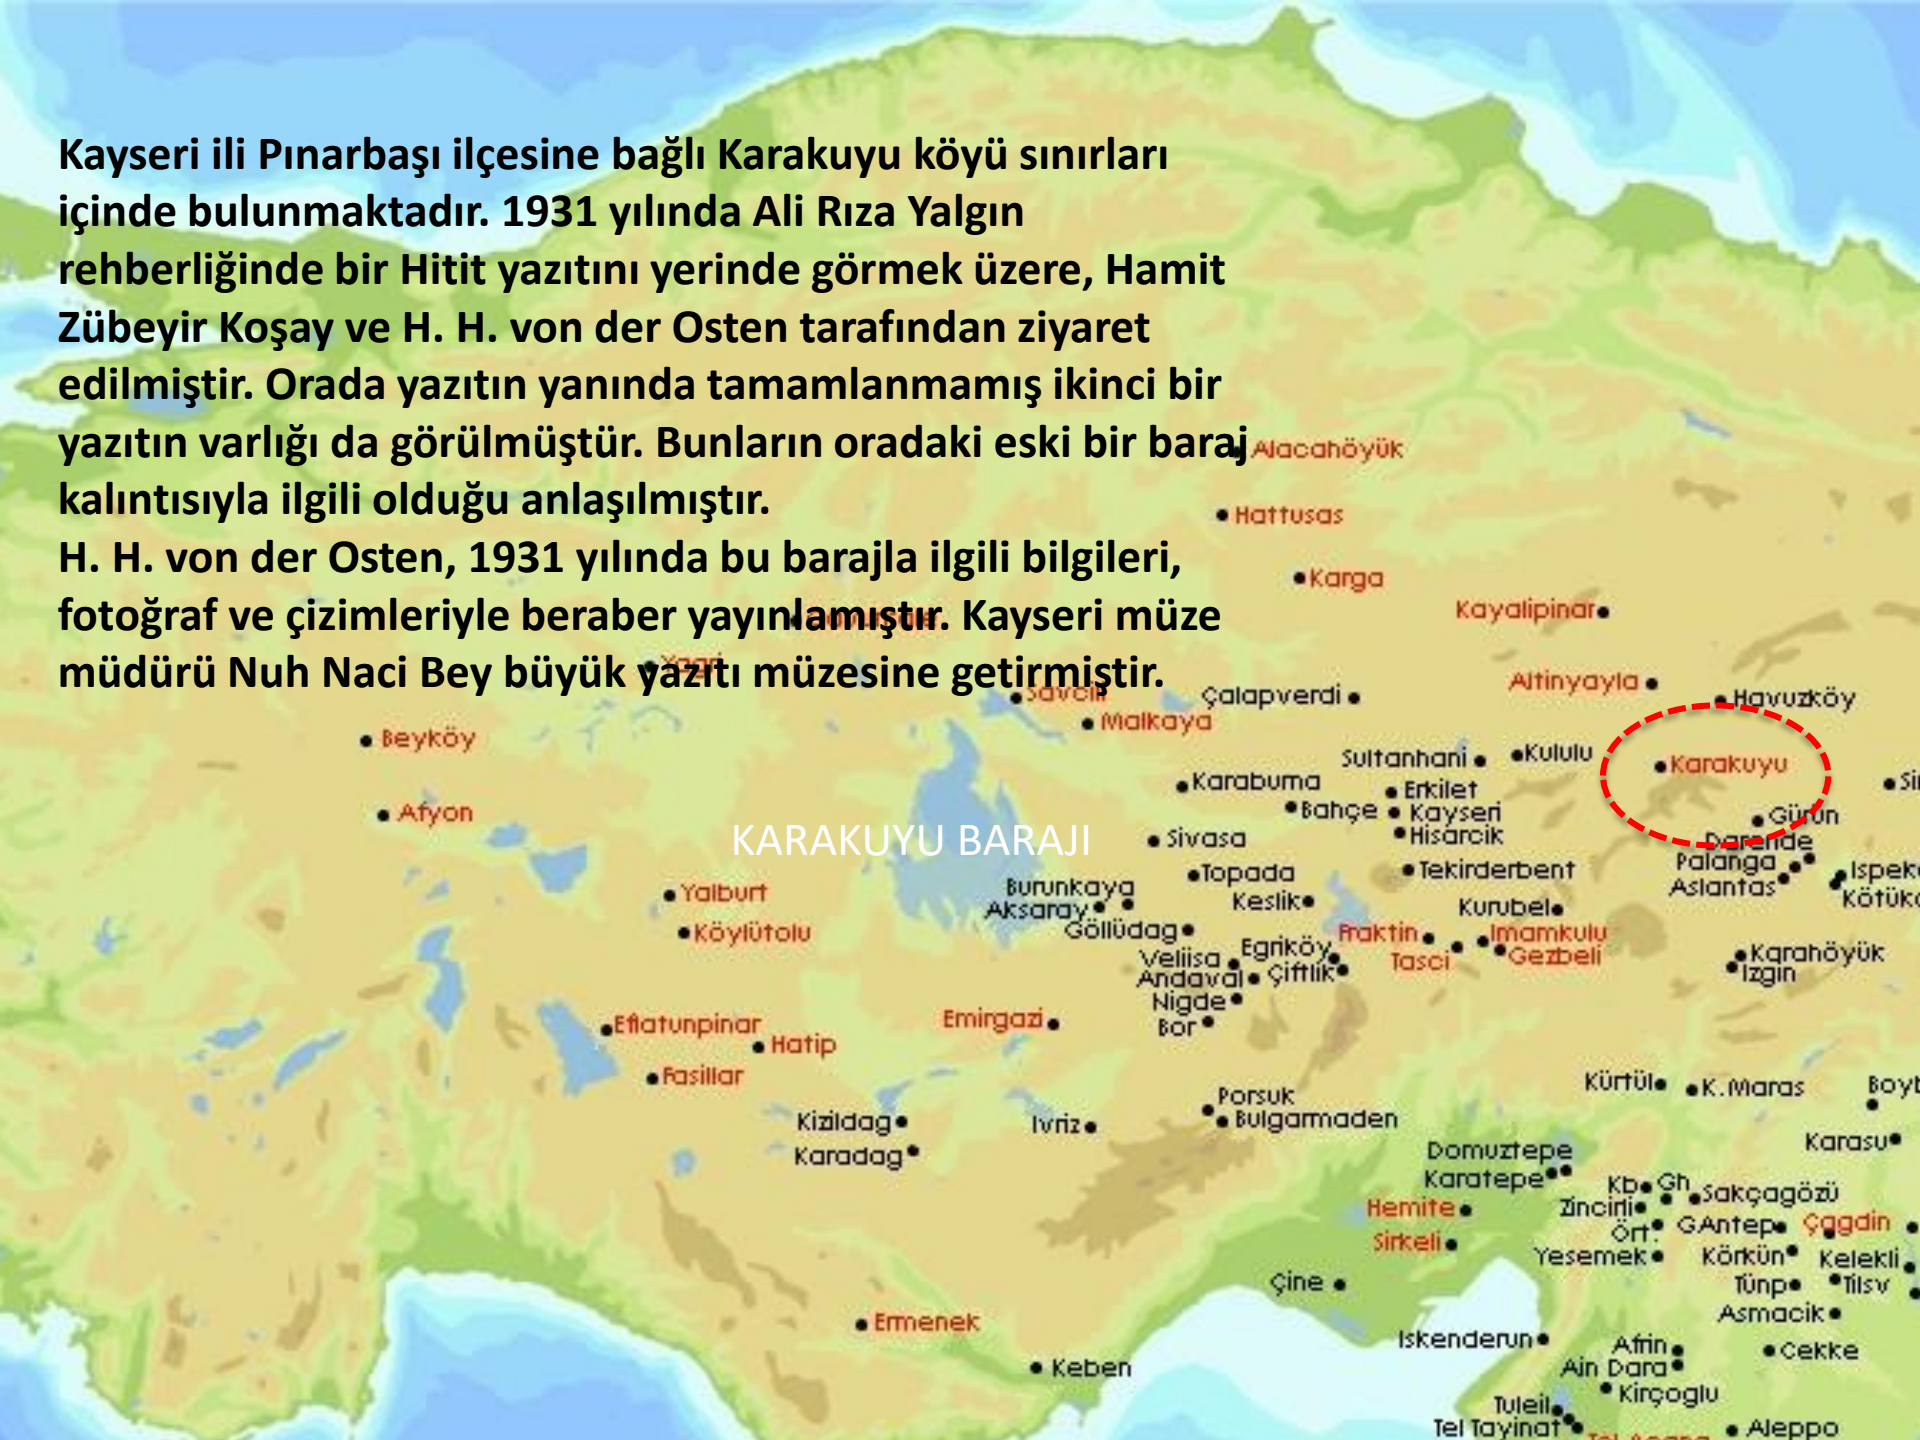 Kayseri ili Pınarbaşı ilçesine bağlı Karakuyu köyü sınırları
içinde bulunmaktadır. 1931 yılında Ali Rıza Yalgın
rehberliğinde bir Hitit yazıtını yerinde görmek üzere, Hamit
Zübeyir Koşay ve H. H. von der Osten tarafından ziyaret
edilmiştir. Orada yazıtın yanında tamamlanmamış ikinci bir
yazıtın varlığı da görülmüştür. Bunların oradaki eski bir baraj
kalıntısıyla ilgili olduğu anlaşılmıştır.
H. H. von der Osten, 1931 yılında bu barajla ilgili bilgileri,
fotoğraf ve çizimleriyle beraber yayınlamıştır. Kayseri müze
müdürü Nuh Naci Bey büyük yazıtı müzesine getirmiştir.
Alacahöyük
Hattusas
Karga
Kayalipinar
Yagri
Savcili
Çalapverdi
Altinyayla
Havuzköy
Malkaya
Beyköy
Sultanhani
Kululu
Karakuyu
Karaburna
Erkilet
Afyon
Bahçe
Kayseri
Gürün
KARAKUYU BARAJI
Sivasa
Hisarcik
Darende
Topada
Tekirderbent
Palanga
Burunkaya
Aslantas
Yalburt
Aksaray
Keslik
Kurubel
Köylütolu
Göllüdag
Fraktin
Imamkulu
Egriköy
Veliisa
Tasci
Gezbeli
Karahöyük
Andaval
Çiftlik
Izgin
Nigde
Eflatunpinar
Emirgazi
Bor
Hatip
Fasillar
Kürtül
K.Maras
Porsuk
Kizildag
Ivriz
Bulgarmaden
Karasu
Karadag
Domuztepe
Karatepe
Kb
Gh
Sakçagözü
Hemite
Zincirli
Ört.
GAntep
Çagdin
Sirkeli
Yesemek
Körkün
Kelekli
Çine
Tünp
Tilsv
Asmacik
Ermenek
Iskenderun
Afrin
Cekke
Keben
Ain Dara
Kirçoglu
Tuleil
Tel Tayinat
Aleppo